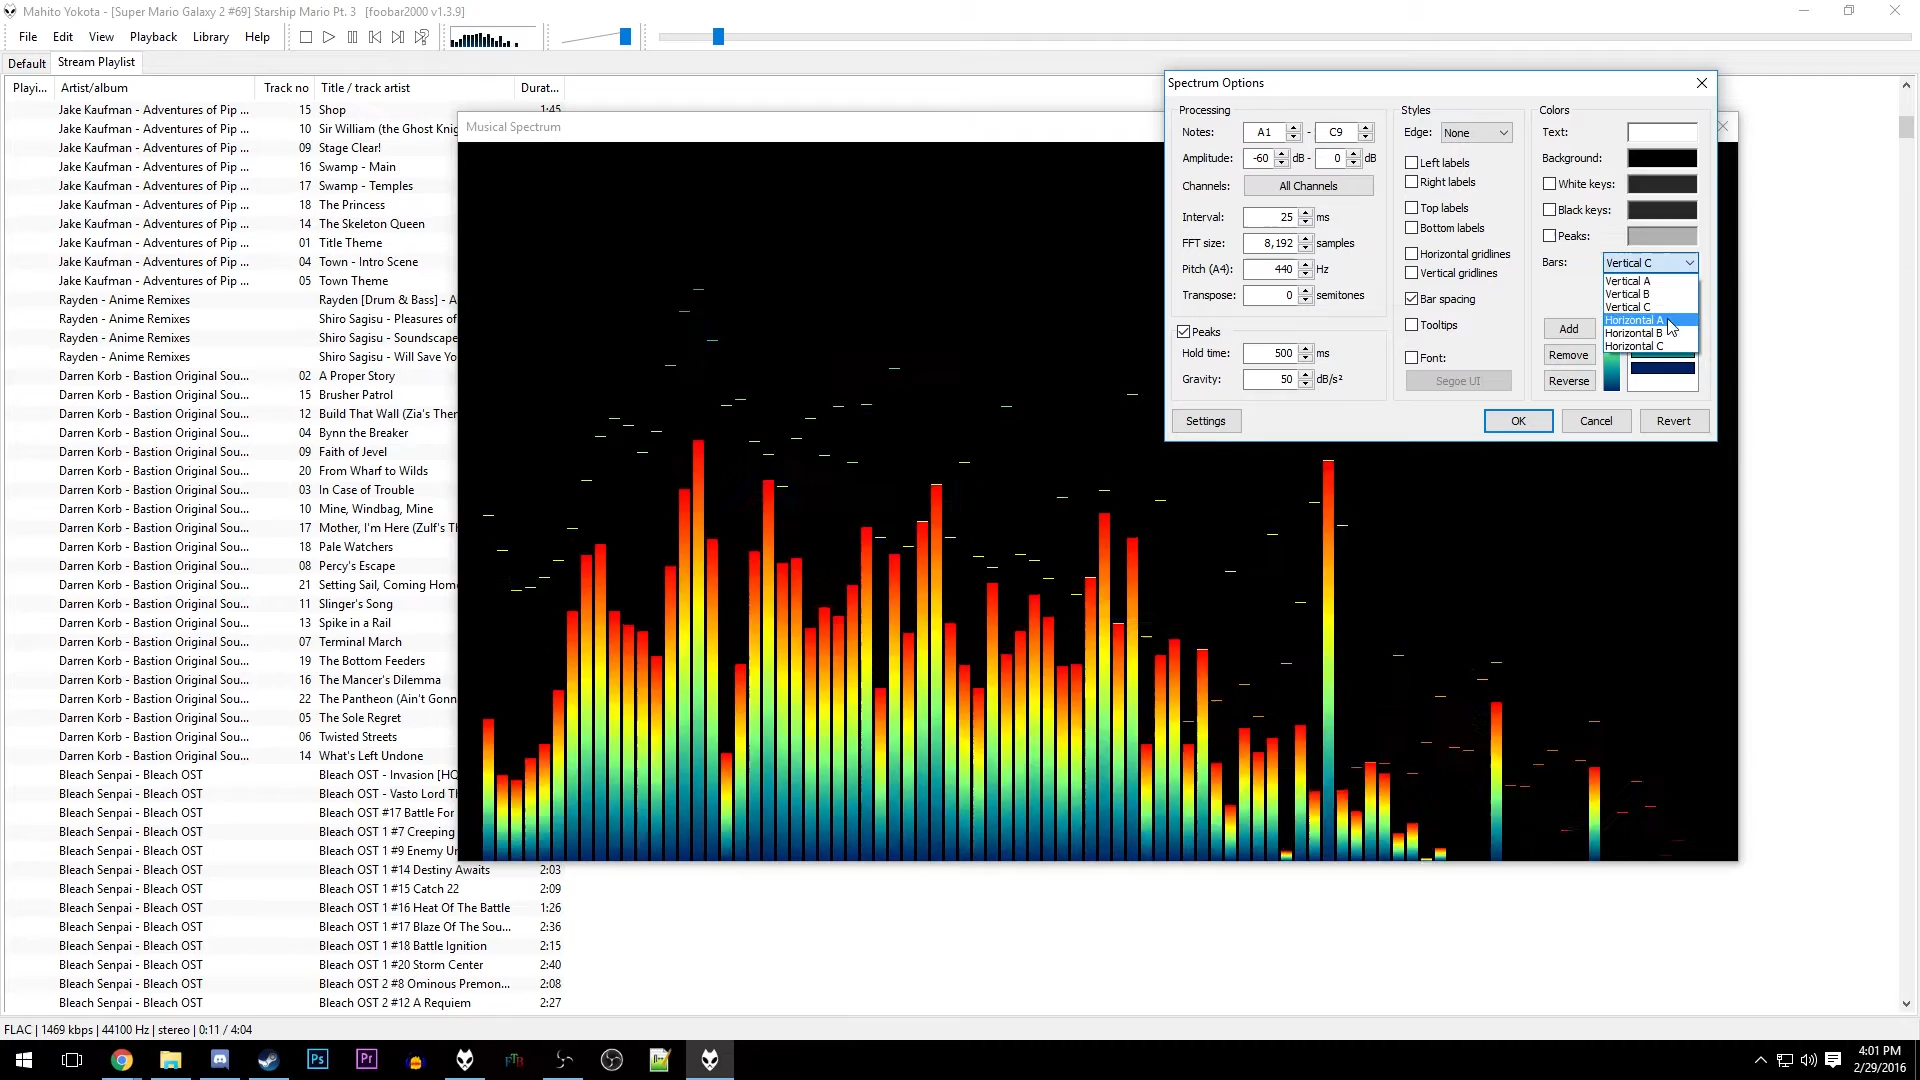 Mahito Yokota - [Super Mario Galaxy 2 #69] Starship Mario Pt. 3   [foobar2000 v1.3.9]
File Edit View Playback Library Help
Default Stream Playlist
Playi... Artist/album Track no Title / track artist Durat...
Jake Kaufman - Adventures of Pip ... 15 Shop 1:45
Jake Kaufman - Adventures of Pip ... 10 Sir William (the Ghost Knig
Jake Kaufman - Adventures of Pip ... 09 Stage Clear!
Jake Kaufman - Adventures of Pip ... 16 Swamp - Main
Jake Kaufman - Adventures of Pip ... 17 Swamp - Temples
Jake Kaufman - Adventures of Pip ... 18 The Princess
Jake Kaufman - Adventures of Pip ... 14 The Skeleton Queen
Jake Kaufman - Adventures of Pip ... 01 Title Theme
Jake Kaufman - Adventures of Pip ... 04 Town - Intro Scene
Jake Kaufman - Adventures of Pip ... 05 Town Theme
Rayden - Anime Remixes Rayden [Drum & Bass] - A
Rayden - Anime Remixes Shiro Sagisu - Pleasures o
Rayden - Anime Remixes Shiro Sagisu - Soundscape
Rayden - Anime Remixes Shiro Sagisu - Will Save Yo
Darren Korb - Bastion Original Sou... 02 A Proper Story
Darren Korb - Bastion Original Sou... 15 Brusher Patrol
Darren Korb - Bastion Original Sou... 12 Build That Wall (Zia's Ther
Darren Korb - Bastion Original Sou... 04 Bynn the Breaker
Darren Korb - Bastion Original Sou... 09 Faith of Jevel
Darren Korb - Bastion Original Sou... 20 From Wharf to Wilds
Darren Korb - Bastion Original Sou... 03 In Case of Trouble
Darren Korb - Bastion Original Sou... 10 Mine, Windbag, Mine
Darren Korb - Bastion Original Sou... 17 Mother, I'm Here (Zulf's Th
Darren Korb - Bastion Original Sou... 18 Pale Watchers
Darren Korb - Bastion Original Sou... 08 Percy's Escape
Darren Korb - Bastion Original Sou... 21 Setting Sail, Coming Home
Darren Korb - Bastion Original Sou... 11 Slinger's Song
Darren Korb - Bastion Original Sou... 13 Spike in a Rail
Darren Korb - Bastion Original Sou... 07 Terminal March
Darren Korb - Bastion Original Sou... 19 The Bottom Feeders
Darren Korb - Bastion Original Sou... 16 The Mancer's Dilemma
Darren Korb - Bastion Original Sou... 22 The Pantheon (Ain't Gonn
Darren Korb - Bastion Original Sou... 05 The Sole Regret
Darren Korb - Bastion Original Sou... 06 Twisted Streets
Darren Korb - Bastion Original Sou... 14 What's Left Undone
Bleach Senpai - Bleach OST Bleach OST - Invasion [HQ
Bleach Senpai - Bleach OST Bleach OST - Vasto Lord Th
Bleach Senpai - Bleach OST Bleach OST #17 Battle For
Bleach Senpai - Bleach OST Bleach OST 1 #7 Creeping
Bleach Senpai - Bleach OST Bleach OST 1 #9 Enemy Un
Bleach Senpai - Bleach OST Bleach OST 1 #14 Destiny Awaits 2:03
Bleach Senpai - Bleach OST Bleach OST 1 #15 Catch 22 2:09
Bleach Senpai - Bleach OST Bleach OST 1 #16 Heat Of The Battle 1:26
Bleach Senpai - Bleach OST Bleach OST 1 #17 Blaze Of The Sou... 2:36
Bleach Senpai - Bleach OST Bleach OST 1 #18 Battle Ignition 2:15
Bleach Senpai - Bleach OST Bleach OST 1 #20 Storm Center 2:40
Bleach Senpai - Bleach OST Bleach OST 2 #8 Ominous Premon... 2:08
Bleach Senpai - Bleach OST Bleach OST 2 #12 A Requiem 2:27
Musical Spectrum
Spectrum Options
Processing
Notes: A1 - C9
Amplitude: -60 dB - 0 dB
Channels: All Channels
Interval: 25 ms
FFT size: 8,192 samples
Pitch (A4): 440 Hz
Transpose: 0 semitones
Peaks
Hold time: 500 ms
Gravity: 50 dB/s²
Settings
Styles
Edge: None
Left labels
Right labels
Top labels
Bottom labels
Horizontal gridlines
Vertical gridlines
Bar spacing
Tooltips
Font:
Segoe UI
Colors
Text:
Background:
White keys:
Black keys:
Peaks:
Bars: Vertical C
Vertical A
Vertical B
Vertical C
Horizontal A
Horizontal B
Horizontal C
Add
Remove
Reverse
OK Cancel Revert
FLAC | 1469 kbps | 44100 Hz | stereo | 0:11 / 4:04
Ps Pr FTB
4:01 PM
2/29/2016